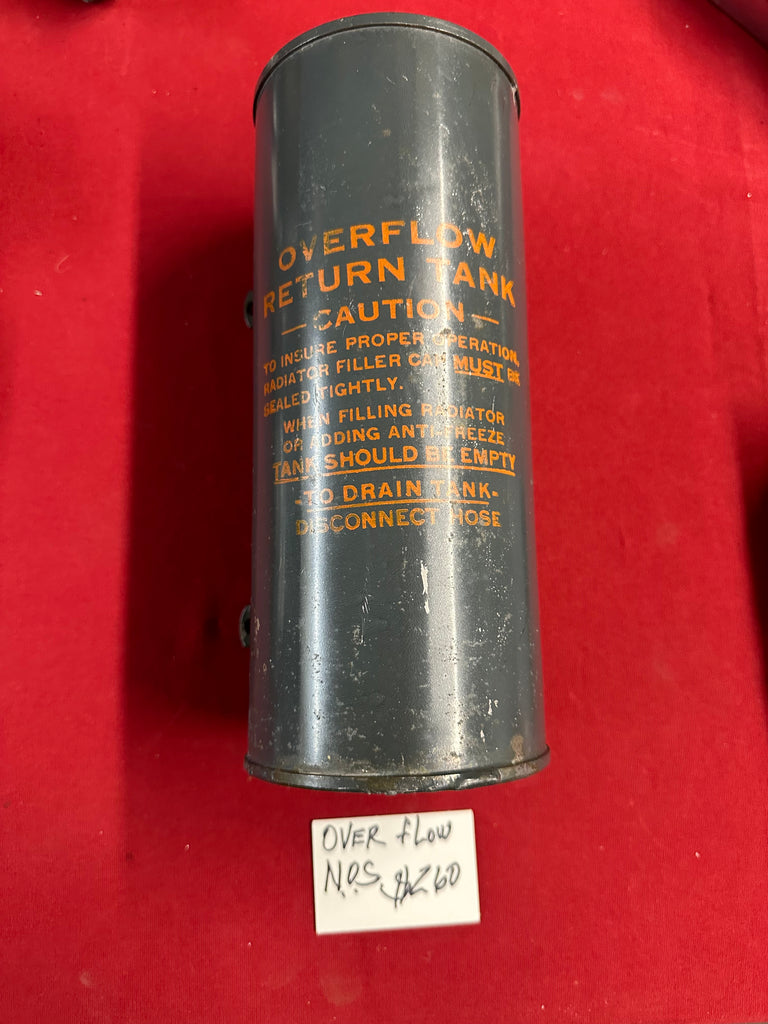 OVERFLOW
RETURN TANK
— CAUTION —
TO INSURE PROPER OPERATION,
RADIATOR FILLER CAP MUST BE
SEALED TIGHTLY.
WHEN FILLING RADIATOR
OR ADDING ANTI-FREEZE
TANK SHOULD BE EMPTY
-TO DRAIN TANK-
DISCONNECT HOSE
OVER fLOW
N.O.S. $260